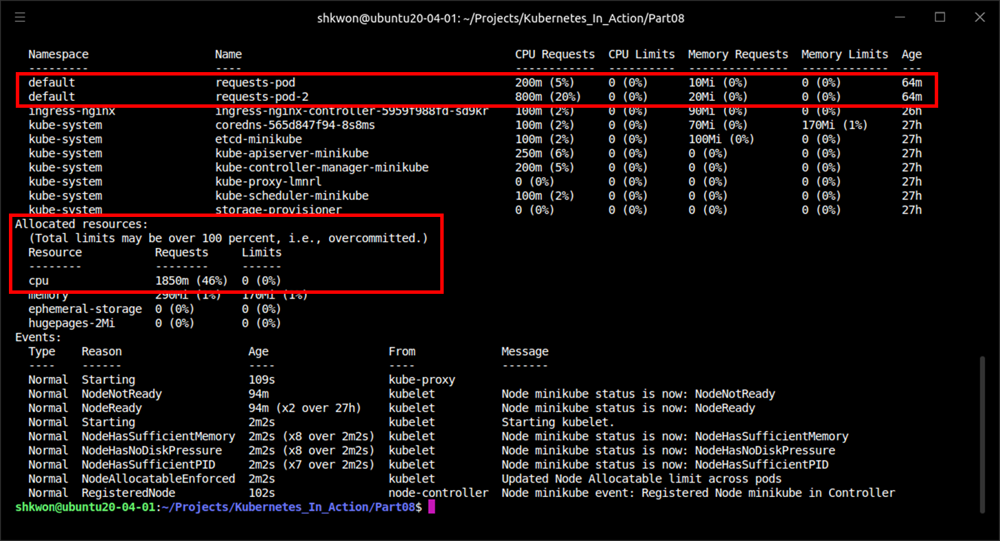 shkwon@ubuntu20-04-01: ~/Projects/Kubernetes_In_Action/Part08
  Namespace                   Name                                         CPU Requests  CPU Limits  Memory Requests  Memory Limits  Age
  ---------                   ----                                         ------------  ----------  ---------------  -------------  ---
  default                     requests-pod                                 200m (5%)     0 (0%)      10Mi (0%)        0 (0%)         64m
  default                     requests-pod-2                               800m (20%)    0 (0%)      20Mi (0%)        0 (0%)         64m
  ingress-nginx               ingress-nginx-controller-5959f988fd-sd9kr    100m (2%)     0 (0%)      90Mi (0%)        0 (0%)         26h
  kube-system                 coredns-565d847f94-8s8ms                     100m (2%)     0 (0%)      70Mi (0%)        170Mi (1%)     27h
  kube-system                 etcd-minikube                                100m (2%)     0 (0%)      100Mi (0%)       0 (0%)         27h
  kube-system                 kube-apiserver-minikube                      250m (6%)     0 (0%)      0 (0%)           0 (0%)         27h
  kube-system                 kube-controller-manager-minikube             200m (5%)     0 (0%)      0 (0%)           0 (0%)         27h
  kube-system                 kube-proxy-lmnrl                             0 (0%)        0 (0%)      0 (0%)           0 (0%)         27h
  kube-system                 kube-scheduler-minikube                      100m (2%)     0 (0%)      0 (0%)           0 (0%)         27h
  kube-system                 storage-provisioner                          0 (0%)        0 (0%)      0 (0%)           0 (0%)         27h
Allocated resources:
  (Total limits may be over 100 percent, i.e., overcommitted.)
  Resource           Requests     Limits
  --------           --------     ------
  cpu                1850m (46%)  0 (0%)
  memory             290Mi (1%)   170Mi (1%)
  ephemeral-storage  0 (0%)       0 (0%)
  hugepages-2Mi      0 (0%)       0 (0%)
Events:
  Type    Reason                   Age                  From             Message
  ----    ------                   ----                 ----             -------
  Normal  Starting                 109s                 kube-proxy
  Normal  NodeNotReady             94m                  kubelet          Node minikube status is now: NodeNotReady
  Normal  NodeReady                94m (x2 over 27h)    kubelet          Node minikube status is now: NodeReady
  Normal  Starting                 2m2s                 kubelet          Starting kubelet.
  Normal  NodeHasSufficientMemory  2m2s (x8 over 2m2s)  kubelet          Node minikube status is now: NodeHasSufficientMemory
  Normal  NodeHasNoDiskPressure    2m2s (x8 over 2m2s)  kubelet          Node minikube status is now: NodeHasNoDiskPressure
  Normal  NodeHasSufficientPID     2m2s (x7 over 2m2s)  kubelet          Node minikube status is now: NodeHasSufficientPID
  Normal  NodeAllocatableEnforced  2m2s                 kubelet          Updated Node Allocatable limit across pods
  Normal  RegisteredNode           102s                 node-controller  Node minikube event: Registered Node minikube in Controller
shkwon@ubuntu20-04-01:~/Projects/Kubernetes_In_Action/Part08$